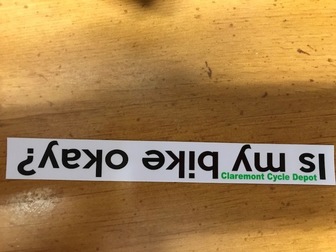 Is my bike okay?
Claremont Cycle Depot